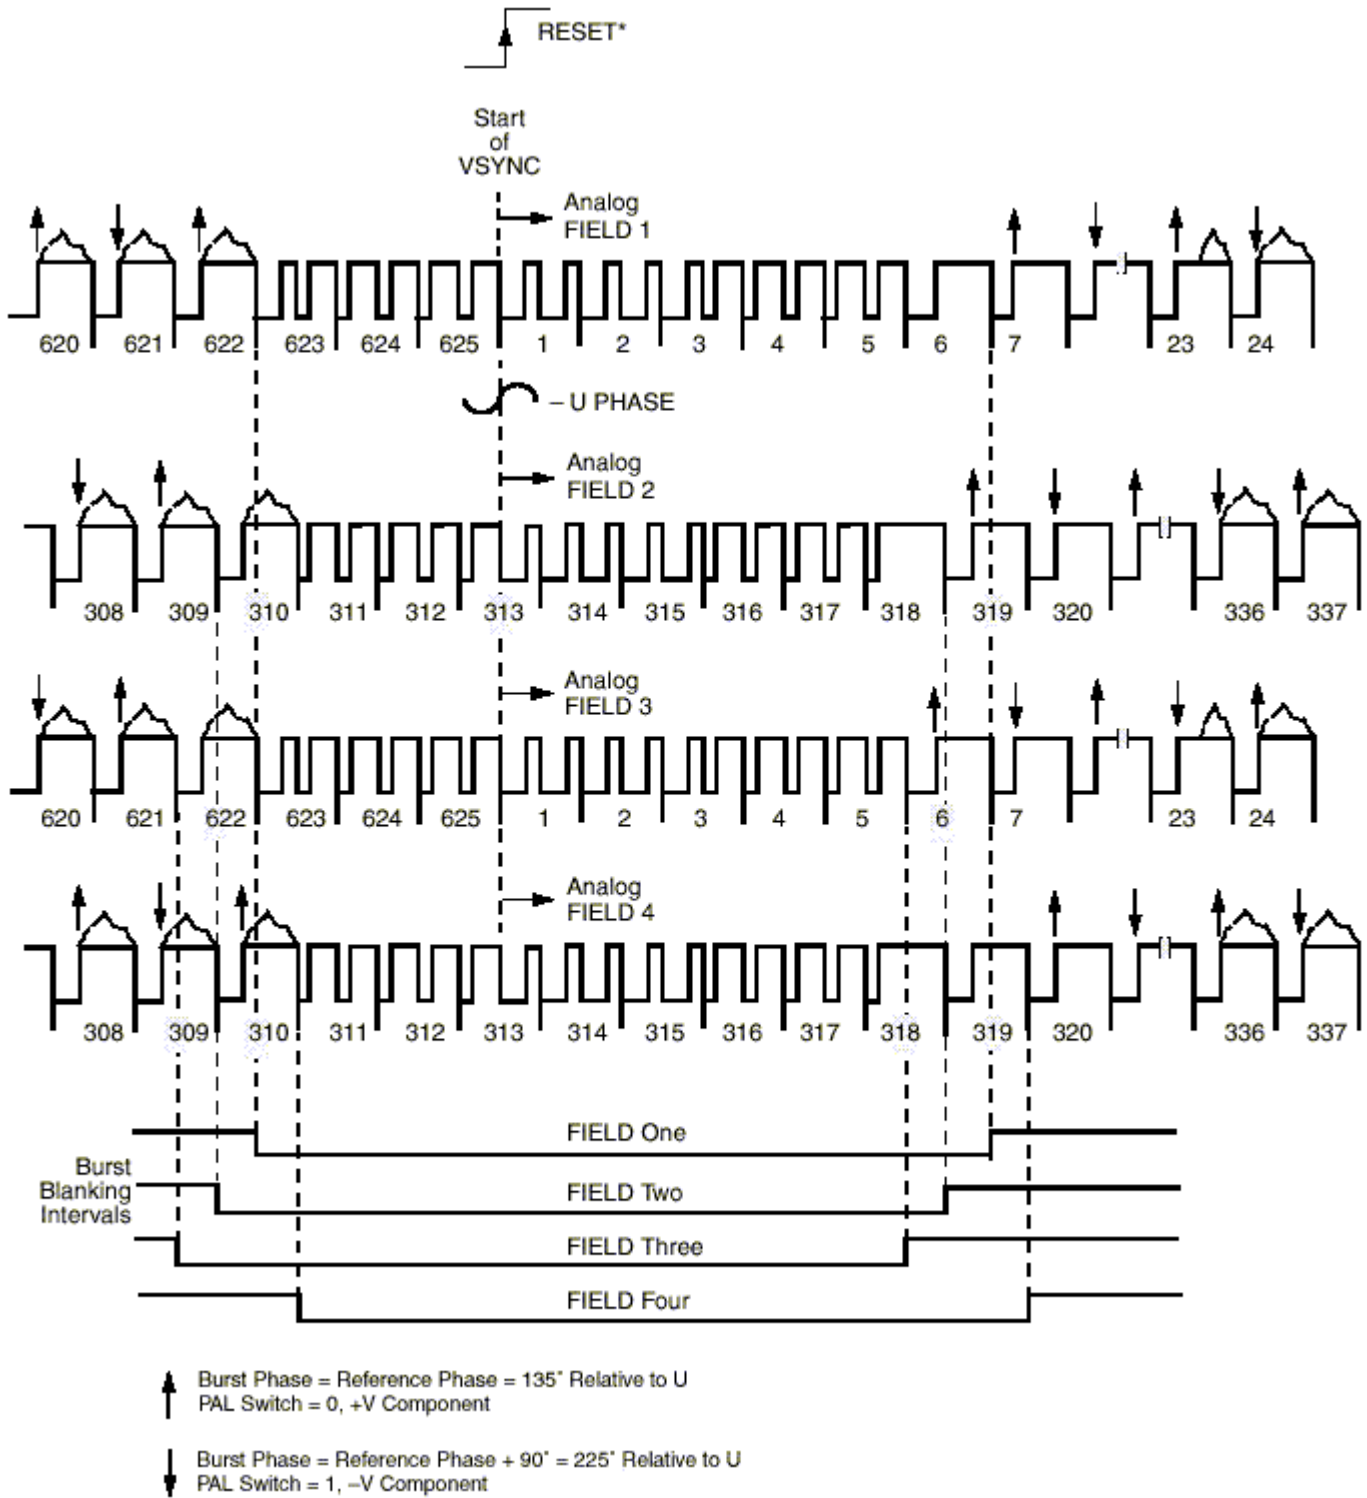 RESET*
Start
of
VSYNC
Analog
FIELD 1
620 621 622 623 624 625 1 2 3 4 5 6 7 23 24
– U PHASE
Analog
FIELD 2
308 309 310 311 312 313 314 315 316 317 318 319 320 336 337
Analog
FIELD 3
620 621 622 623 624 625 1 2 3 4 5 6 7 23 24
Analog
FIELD 4
308 309 310 311 312 313 314 315 316 317 318 319 320 336 337
FIELD One
Burst
Blanking
Intervals
FIELD Two
FIELD Three
FIELD Four
Burst Phase = Reference Phase = 135° Relative to U
PAL Switch = 0, +V Component
Burst Phase = Reference Phase + 90° = 225° Relative to U
PAL Switch = 1, –V Component